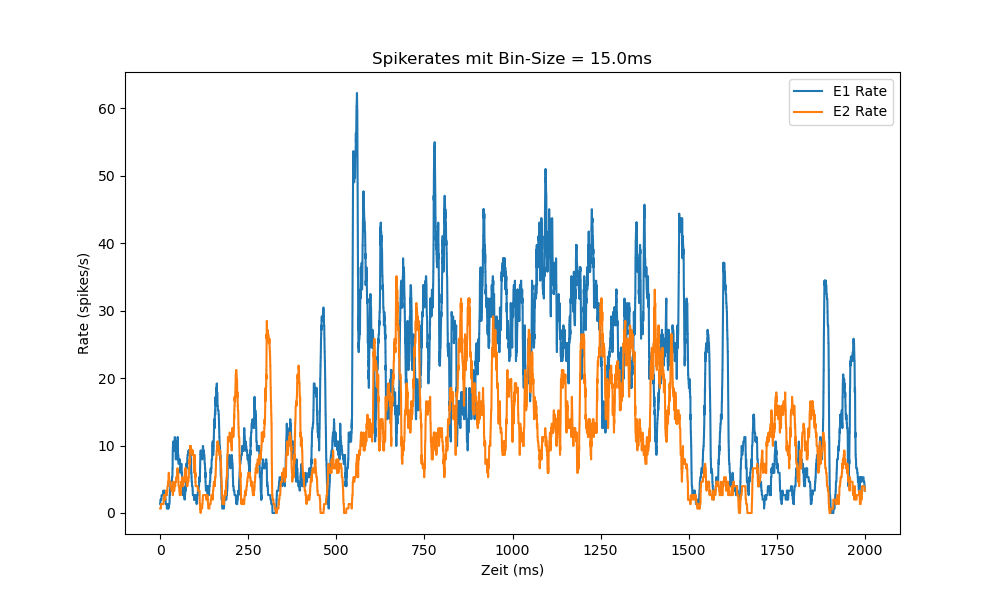 Spikerates mit Bin-Size = 15.0ms
E1 Rate
E2 Rate
Rate (spikes/s)
60
50
40
30
20
10
0
0 250 500 750 1000 1250 1500 1750 2000
Zeit (ms)